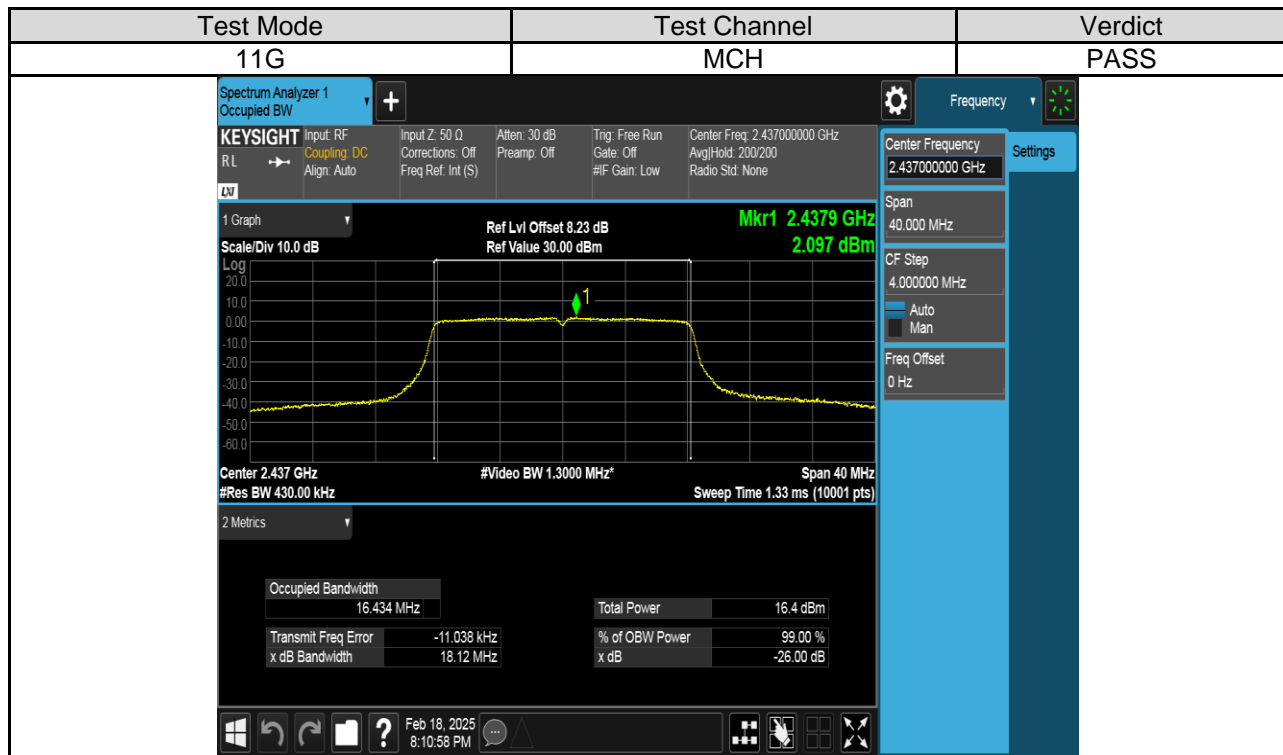 Test Mode Test Channel Verdict
11G MCH PASS
Spectrum Analyzer 1
Occupied BW
+
Frequency
KEYSIGHT
RL
LXI
Input: RF
Coupling: DC
Align: Auto
Input Z: 50 Ω
Corrections: Off
Freq Ref: Int (S)
Atten: 30 dB
Preamp: Off
Trig: Free Run
Gate: Off
#IF Gain: Low
Center Freq: 2.437000000 GHz
Avg|Hold: 200/200
Radio Std: None
Center Frequency
2.437000000 GHz
Settings
Span
40.000 MHz
CF Step
4.000000 MHz
Auto
Man
Freq Offset
0 Hz
1 Graph
Scale/Div 10.0 dB
Ref Lvl Offset 8.23 dB
Ref Value 30.00 dBm
Mkr1 2.4379 GHz
2.097 dBm
Log
20.0
10.0
0.00
-10.0
-20.0
-30.0
-40.0
-50.0
-60.0
1
Center 2.437 GHz
#Res BW 430.00 kHz
#Video BW 1.3000 MHz*
Span 40 MHz
Sweep Time 1.33 ms (10001 pts)
2 Metrics
Occupied Bandwidth
16.434 MHz
Total Power 16.4 dBm
Transmit Freq Error -11.038 kHz
% of OBW Power 99.00 %
x dB Bandwidth 18.12 MHz
x dB -26.00 dB
?
Feb 18, 2025
8:10:58 PM